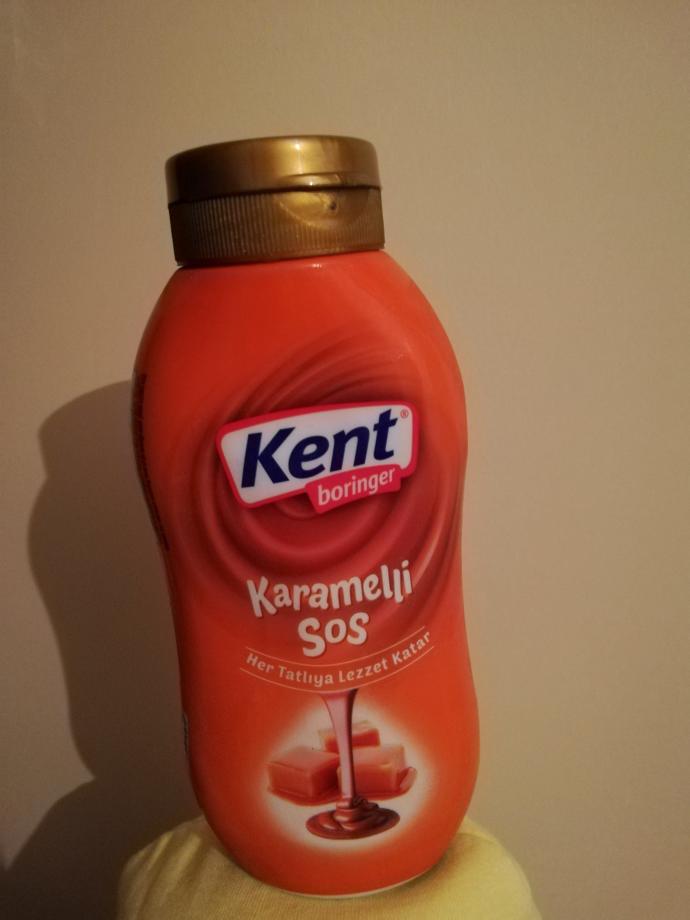 Kent®
boringer
Karamelli
Sos
Her Tatlıya Lezzet Katar